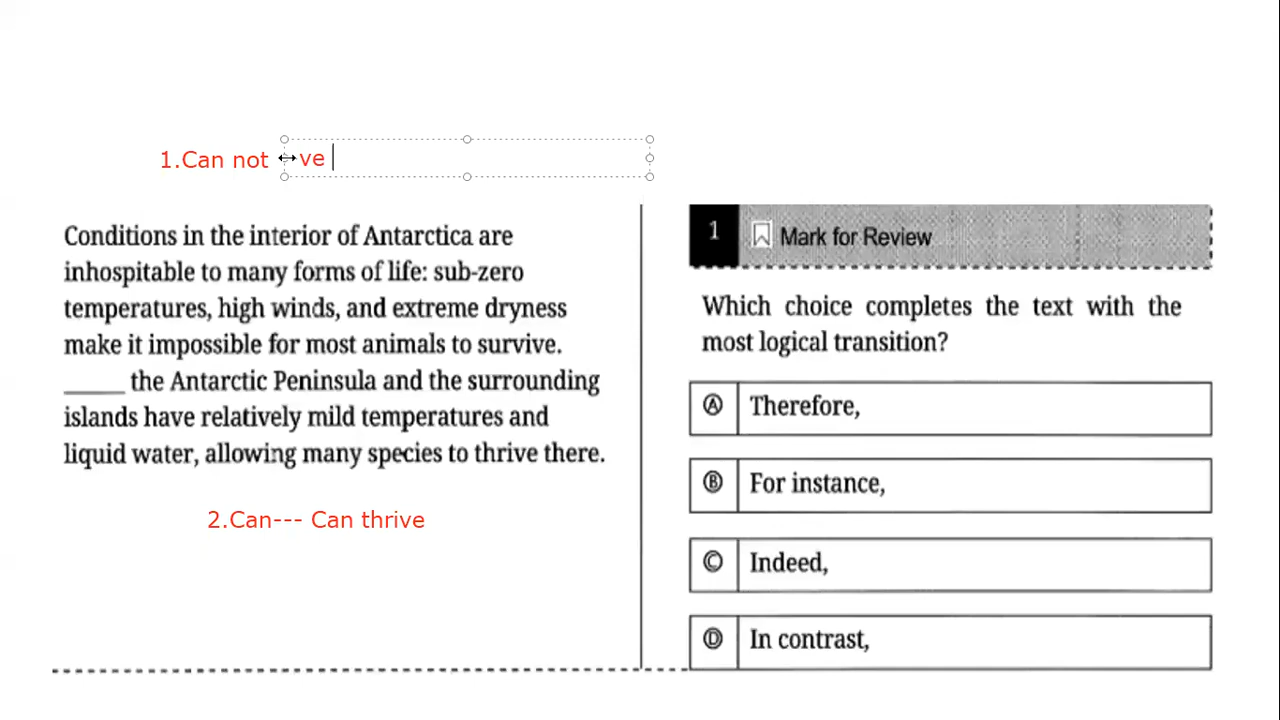 1.Can not ve
Conditions in the interior of Antarctica are
inhospitable to many forms of life: sub-zero
temperatures, high winds, and extreme dryness
make it impossible for most animals to survive.
_____ the Antarctic Peninsula and the surrounding
islands have relatively mild temperatures and
liquid water, allowing many species to thrive there.
2.Can--- Can thrive
1 Mark for Review
Which choice completes the text with the
most logical transition?
A Therefore,
B For instance,
C Indeed,
D In contrast,